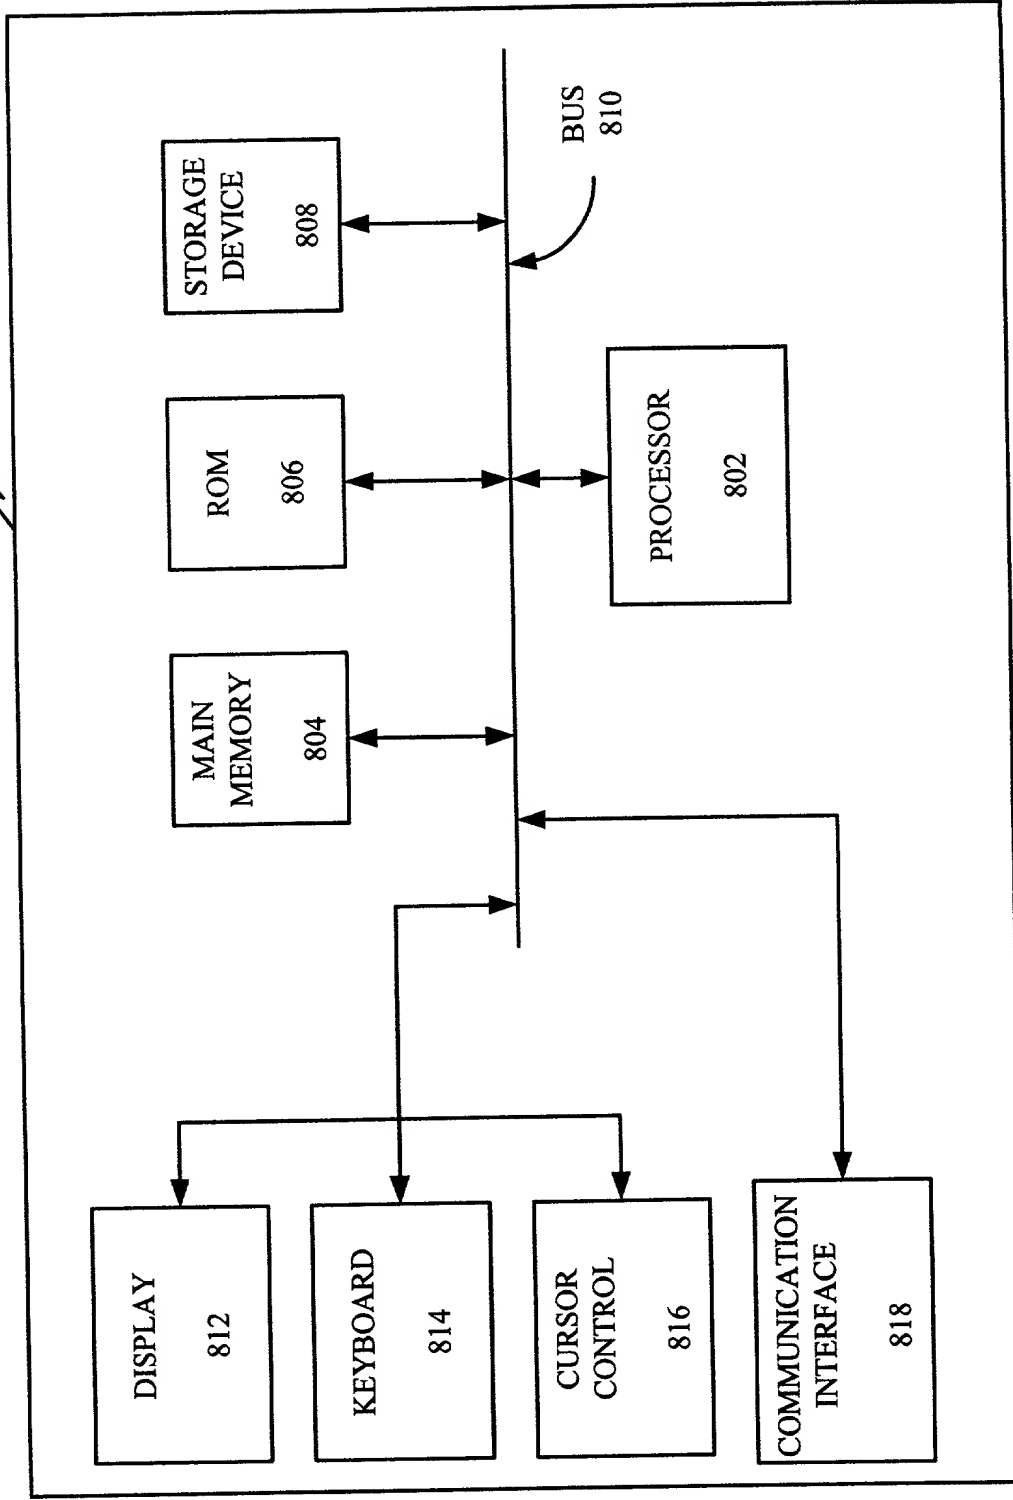 DISPLAY
812
KEYBOARD
814
CURSOR
CONTROL
816
COMMUNICATION
INTERFACE
818
MAIN
MEMORY
804
ROM
806
STORAGE
DEVICE
808
BUS
810
PROCESSOR
802